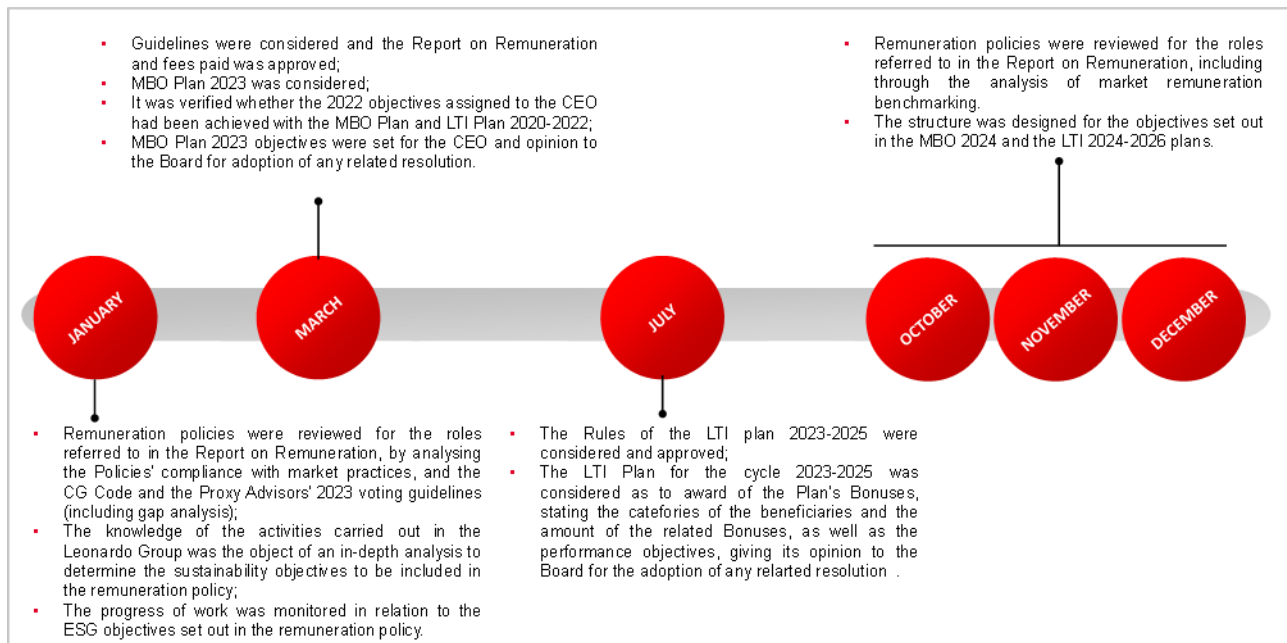 ▪ Guidelines were considered and the Report on Remuneration
and fees paid was approved;
▪ MBO Plan 2023 was considered;
▪ It was verified whether the 2022 objectives assigned to the CEO
had been achieved with the MBO Plan and LTI Plan 2020-2022;
▪ MBO Plan 2023 objectives were set for the CEO and opinion to
the Board for adoption of any related resolution.
▪ Remuneration policies were reviewed for the roles
referred to in the Report on Remuneration, including
through the analysis of market remuneration
benchmarking.
▪ The structure was designed for the objectives set out
in the MBO 2024 and the LTI 2024-2026 plans.
JANUARY
MARCH
JULY
OCTOBER
NOVEMBER
DECEMBER
▪ Remuneration policies were reviewed for the roles
referred to in the Report on Remuneration, by analysing
the Policies' compliance with market practices, and the
CG Code and the Proxy Advisors' 2023 voting guidelines
(including gap analysis);
▪ The knowledge of the activities carried out in the
Leonardo Group was the object of an in-depth analysis to
determine the sustainability objectives to be included in
the remuneration policy;
▪ The progress of work was monitored in relation to the
ESG objectives set out in the remuneration policy.
▪ The Rules of the LTI plan 2023-2025 were
considered and approved;
▪ The LTI Plan for the cycle 2023-2025 was
considered as to award of the Plan's Bonuses,
stating the catefories of the beneficiaries and the
amount of the related Bonuses, as well as the
performance objectives, giving its opinion to the
Board for the adoption of any relarted resolution .